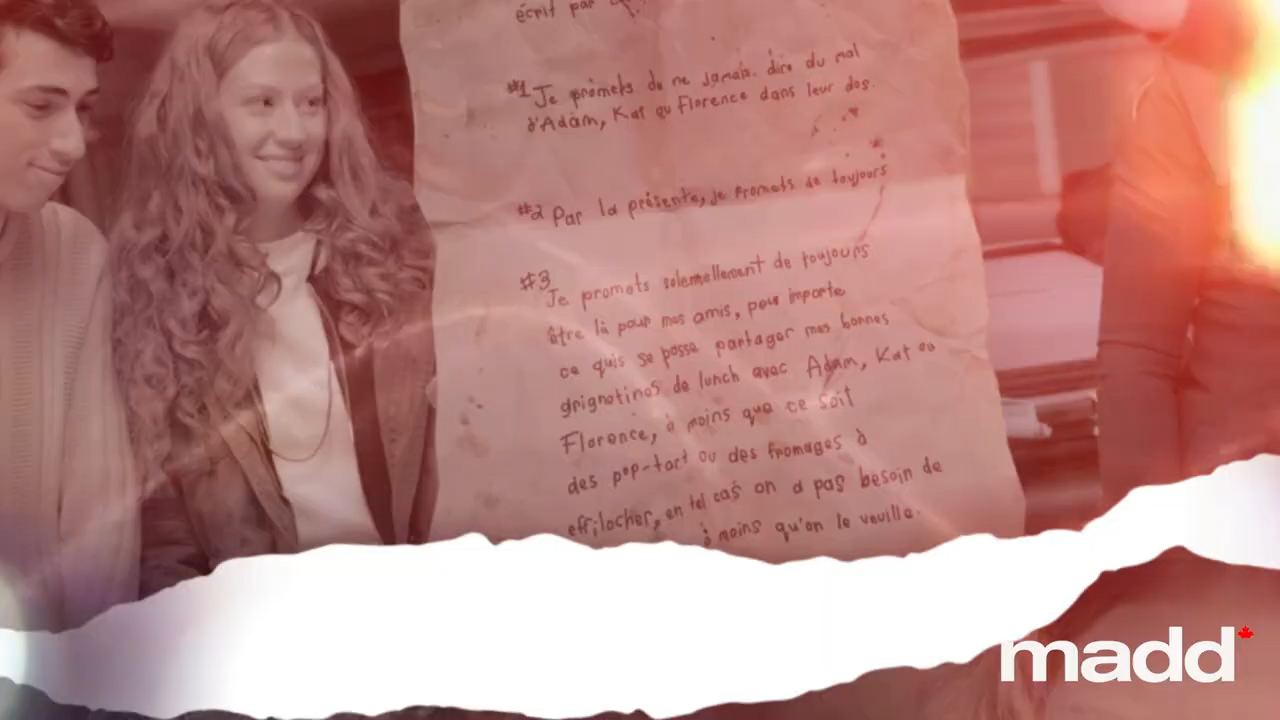 écrit par
#1 Je promets de ne jamais dire du mal
d'Adam, Kat ou Florence dans leur dos.
#2 Par la présente, je promets de toujours
#3
Je promets solennellement de toujours
être là pour mes amis, peu importe
ce quis se passe partager mes bonnes
grignotines de lunch avec Adam, Kat ou
Florence, à moins que ce soit
des pop-tart ou des fromages à
effilocher, en tel cas on a pas besoin de
à moins qu'on le veuille.
madd